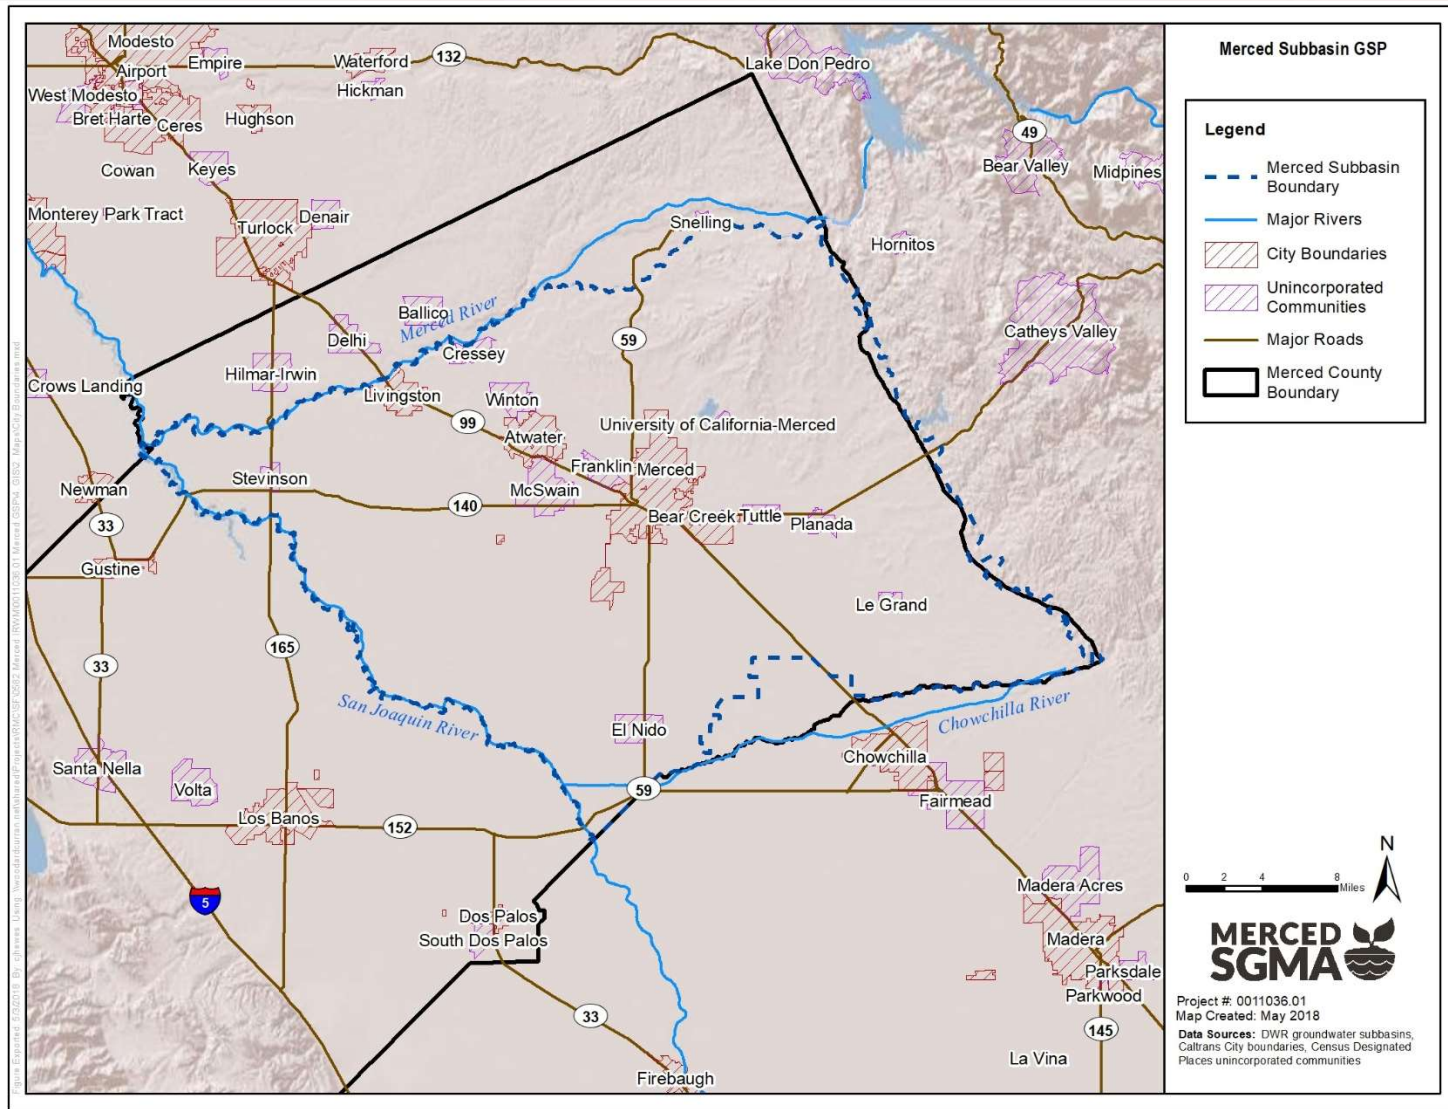 Modesto
Empire
Waterford
132
Lake Don Pedro
Airport
Hickman
West Modesto
Bret Harte
Ceres
Hughson
49
Cowan
Keyes
Bear Valley
Midpines
Monterey Park Tract
Denair
Turlock
Snelling
Hornitos
Ballico
Merced River
Catheys Valley
Delhi
Cressey
59
Crows Landing
Hilmar-Irwin
Livingston
Winton
99
University of California-Merced
Atwater
Franklin
Merced
Stevinson
McSwain
Newman
140
Bear Creek
Tuttle
Planada
33
Gustine
Le Grand
165
33
San Joaquin River
El Nido
Chowchilla River
Chowchilla
Santa Nella
Volta
59
Fairmead
Los Banos
152
5
Madera Acres
Dos Palos
South Dos Palos
Madera
Parksdale
Parkwood
33
145
La Vina
Firebaugh
Merced Subbasin GSP
Legend
Merced Subbasin
Boundary
Major Rivers
City Boundaries
Unincorporated
Communities
Major Roads
Merced County
Boundary
N
0 2 4 8
Miles
MERCED
SGMA
Project #: 0011036.01
Map Created: May 2018
Data Sources: DWR groundwater subbasins,
Caltrans City boundaries, Census Designated
Places unincorporated communities